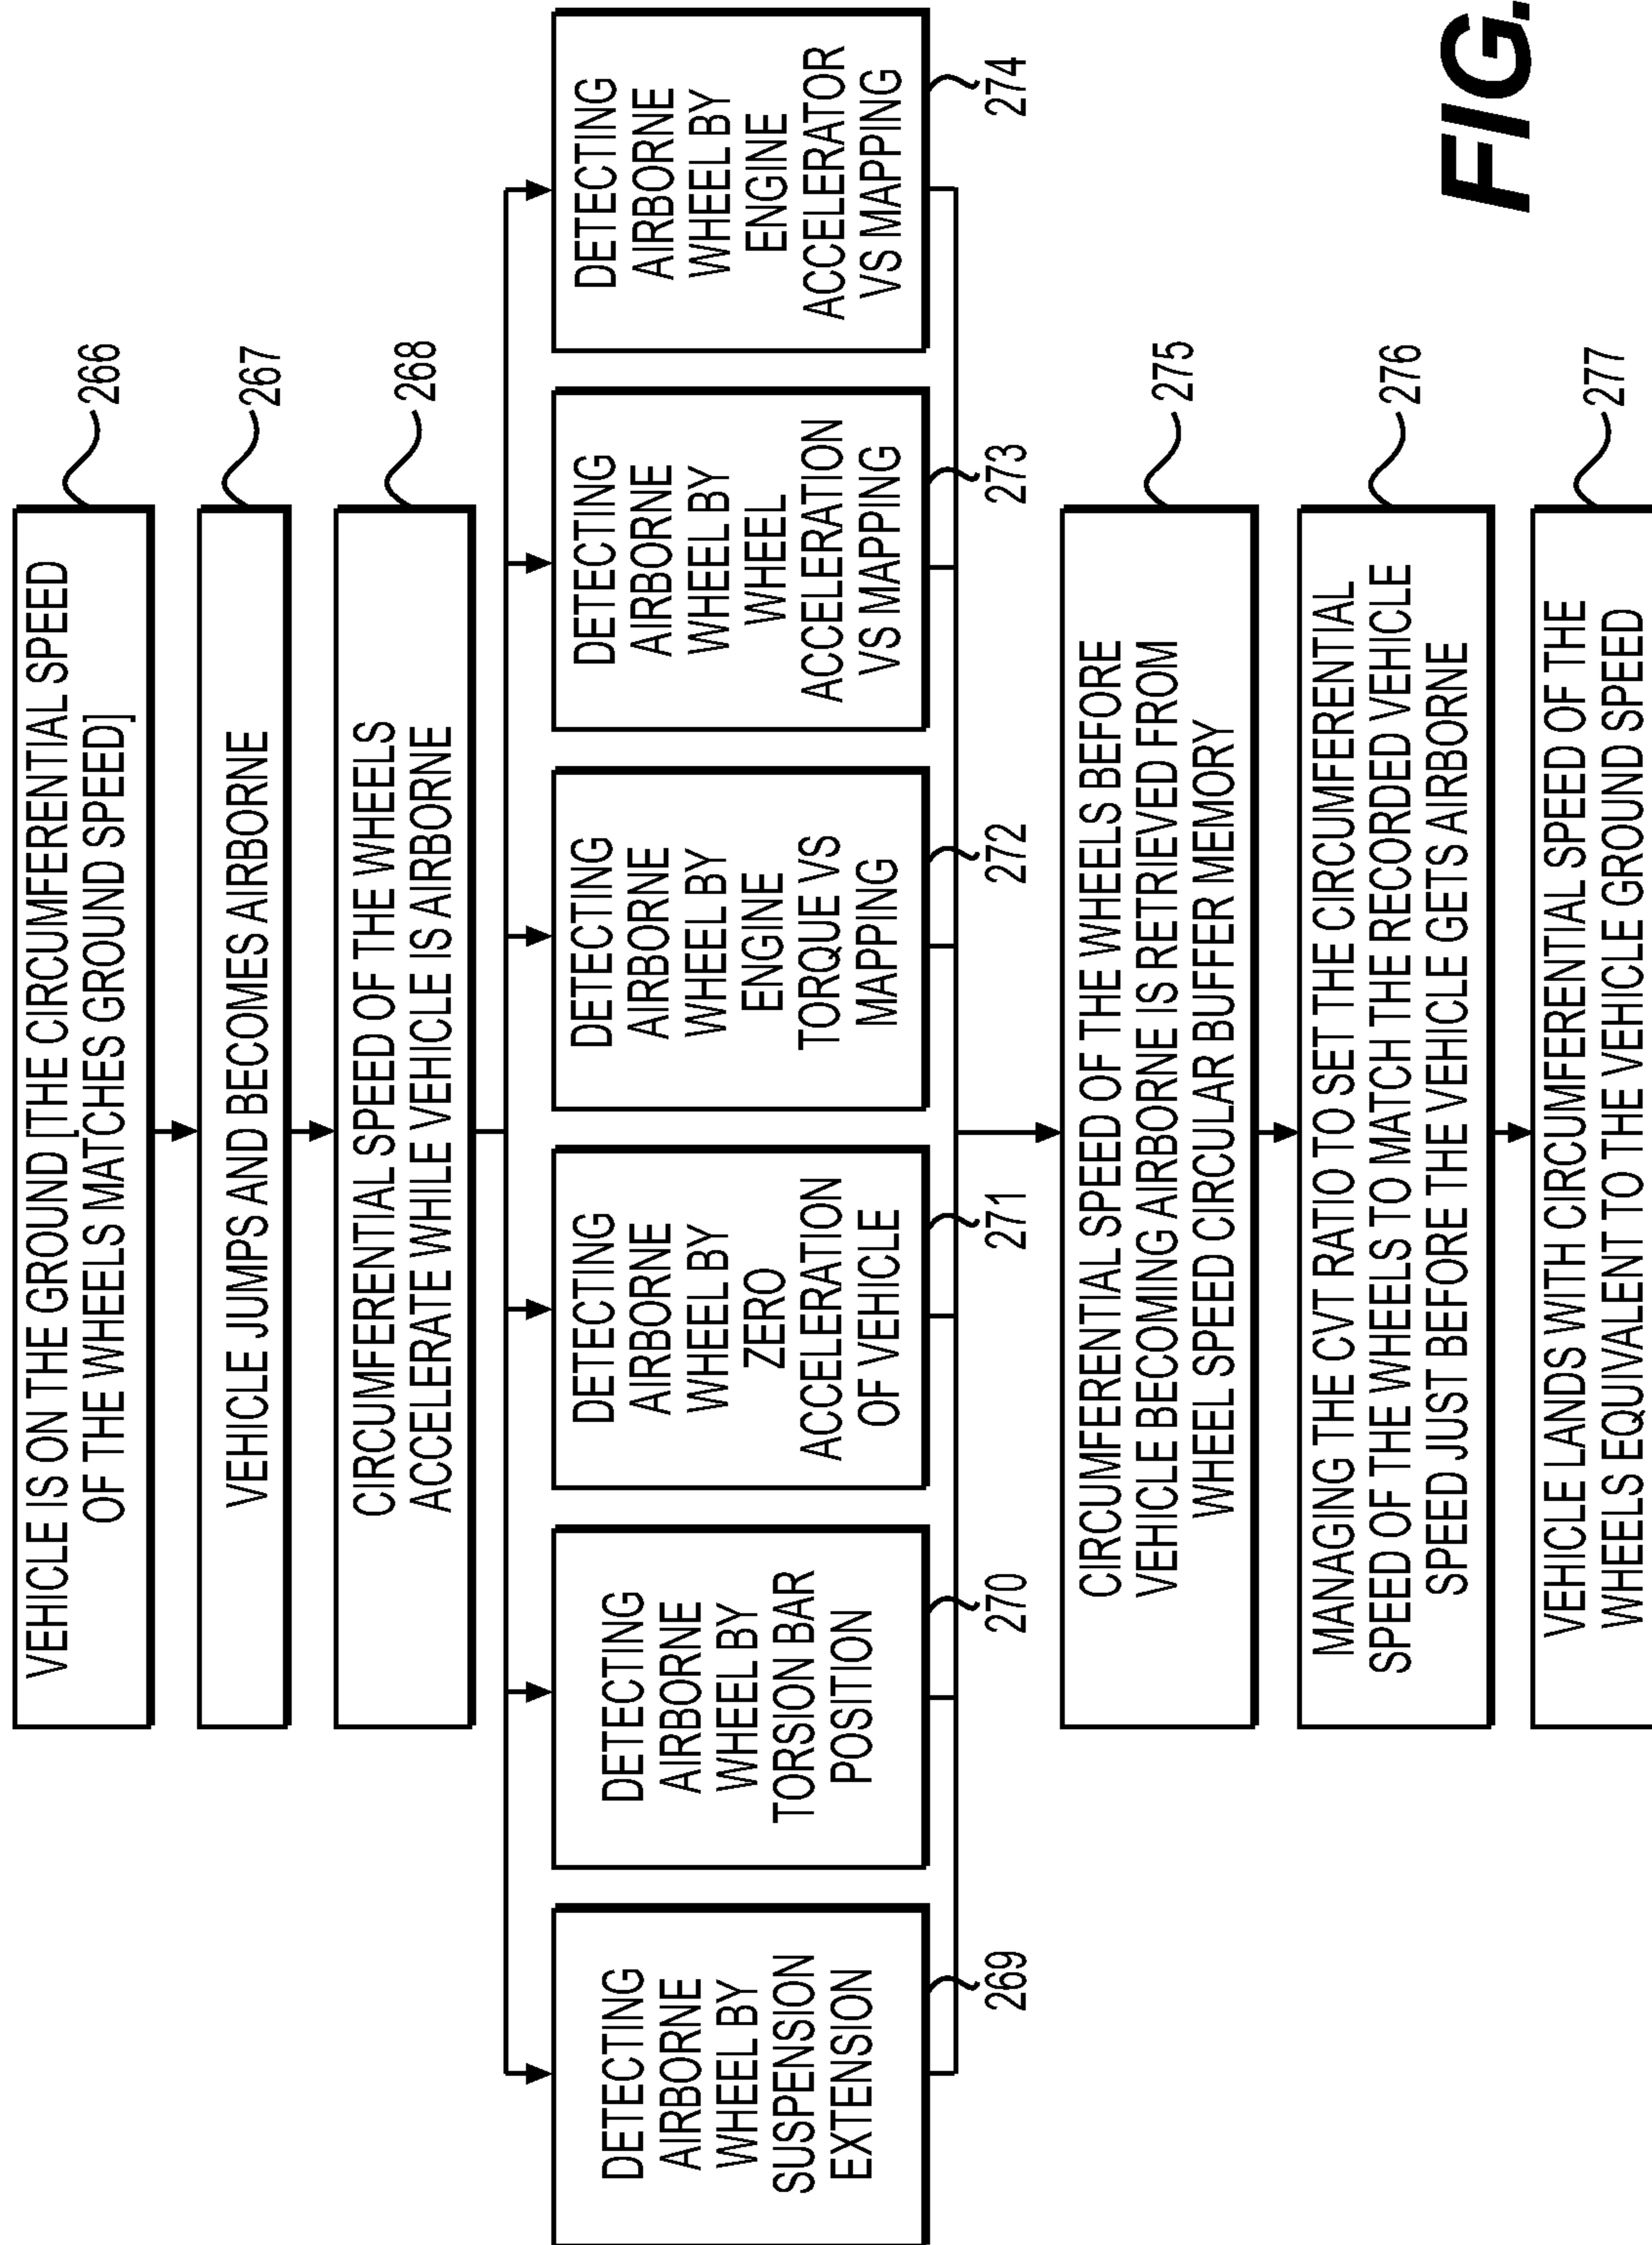 VEHICLE IS ON THE GROUND [THE CIRCUMFERENTIAL SPEED
OF THE WHEELS MATCHES GROUND SPEED]
266
VEHICLE JUMPS AND BECOMES AIRBORNE
267
CIRCUMFERENTIAL SPEED OF THE WHEELS
ACCELERATE WHILE VEHICLE IS AIRBORNE
268
DETECTING
AIRBORNE
WHEEL BY
SUSPENSION
EXTENSION
269
DETECTING
AIRBORNE
WHEEL BY
TORSION BAR
POSITION
270
DETECTING
AIRBORNE
WHEEL BY
ZERO
ACCELERATION
OF VEHICLE
271
DETECTING
AIRBORNE
WHEEL BY
ENGINE
TORQUE VS
MAPPING
272
DETECTING
AIRBORNE
WHEEL BY
WHEEL
ACCELERATION
VS MAPPING
273
DETECTING
AIRBORNE
WHEEL BY
ENGINE
ACCELERATOR
VS MAPPING
274
CIRCUMFERENTIAL SPEED OF THE WHEELS BEFORE
VEHICLE BECOMING AIRBORNE IS RETRIEVED FROM
WHEEL SPEED CIRCULAR BUFFER MEMORY
275
MANAGING THE CVT RATIO TO SET THE CIRCUMFERENTIAL
SPEED OF THE WHEELS TO MATCH THE RECORDED VEHICLE
SPEED JUST BEFORE THE VEHICLE GETS AIRBORNE
276
VEHICLE LANDS WITH CIRCUMFERENTIAL SPEED OF THE
WHEELS EQUIVALENT TO THE VEHICLE GROUND SPEED
277
FIG.